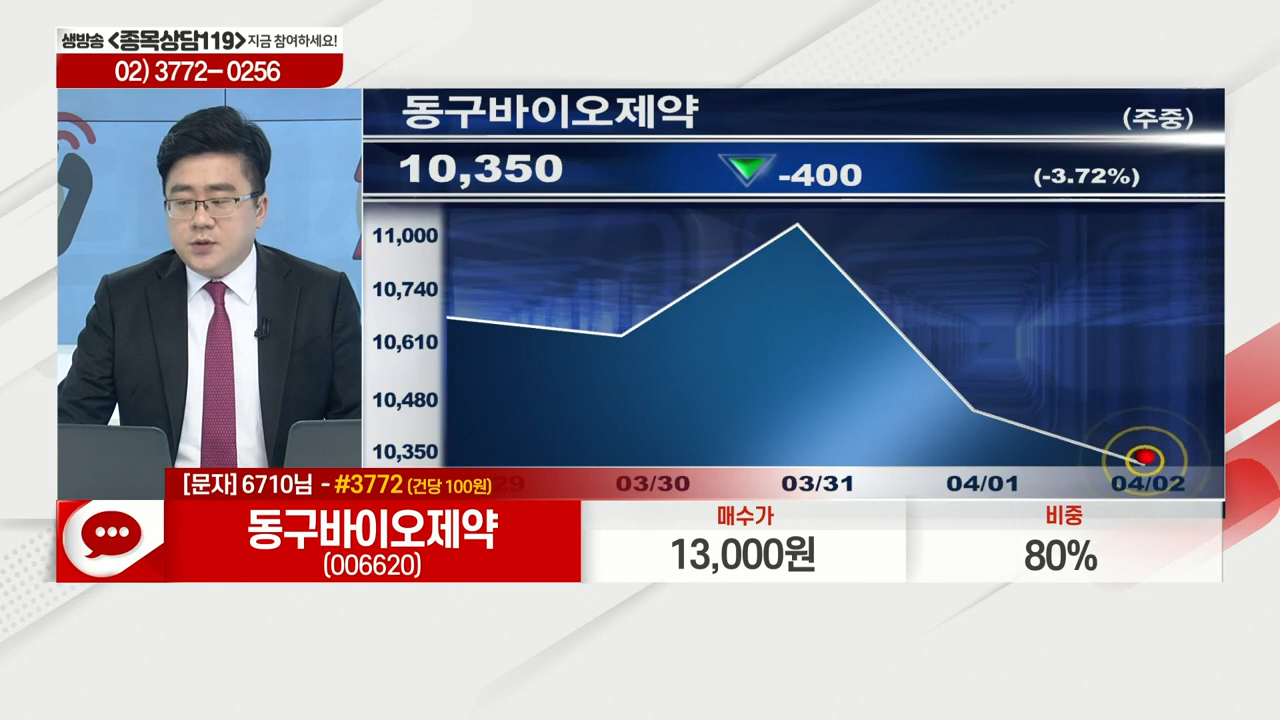 생방송 <종목상담119> 지금 참여하세요!
02) 3772-0256
동구바이오제약 (주중)
10,350 ▼ -400 (-3.72%)
11,000
10,740
10,610
10,480
10,350
29 03/30 03/31 04/01 04/02
[문자] 6710님 - #3772 (건당 100원)
동구바이오제약
(006620)
매수가 비중
13,000원 80%